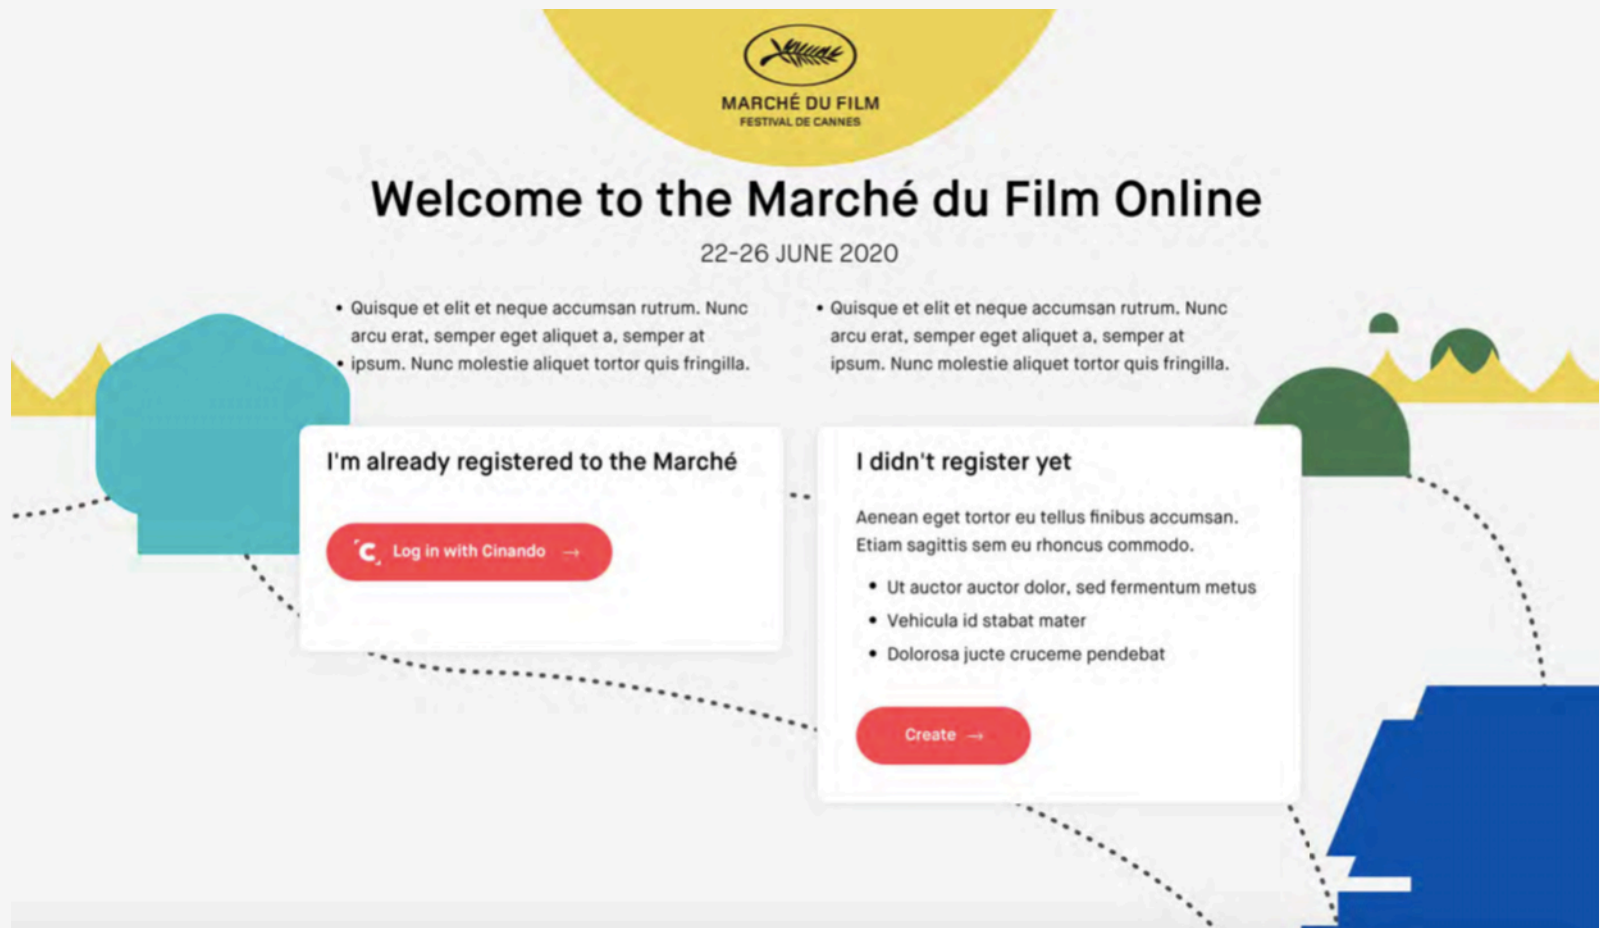 MARCHÉ DU FILM
FESTIVAL DE CANNES
Welcome to the Marché du Film Online
22-26 JUNE 2020
• Quisque et elit et neque accumsan rutrum. Nunc
arcu erat, semper eget aliquet a, semper at
• ipsum. Nunc molestie aliquet tortor quis fringilla.
• Quisque et elit et neque accumsan rutrum. Nunc
arcu erat, semper eget aliquet a, semper at
ipsum. Nunc molestie aliquet tortor quis fringilla.
I'm already registered to the Marché
C Log in with Cinando →
I didn't register yet
Aenean eget tortor eu tellus finibus accumsan.
Etiam sagittis sem eu rhoncus commodo.
• Ut auctor auctor dolor, sed fermentum metus
• Vehicula id stabat mater
• Dolorosa jucte cruceme pendebat
Create →